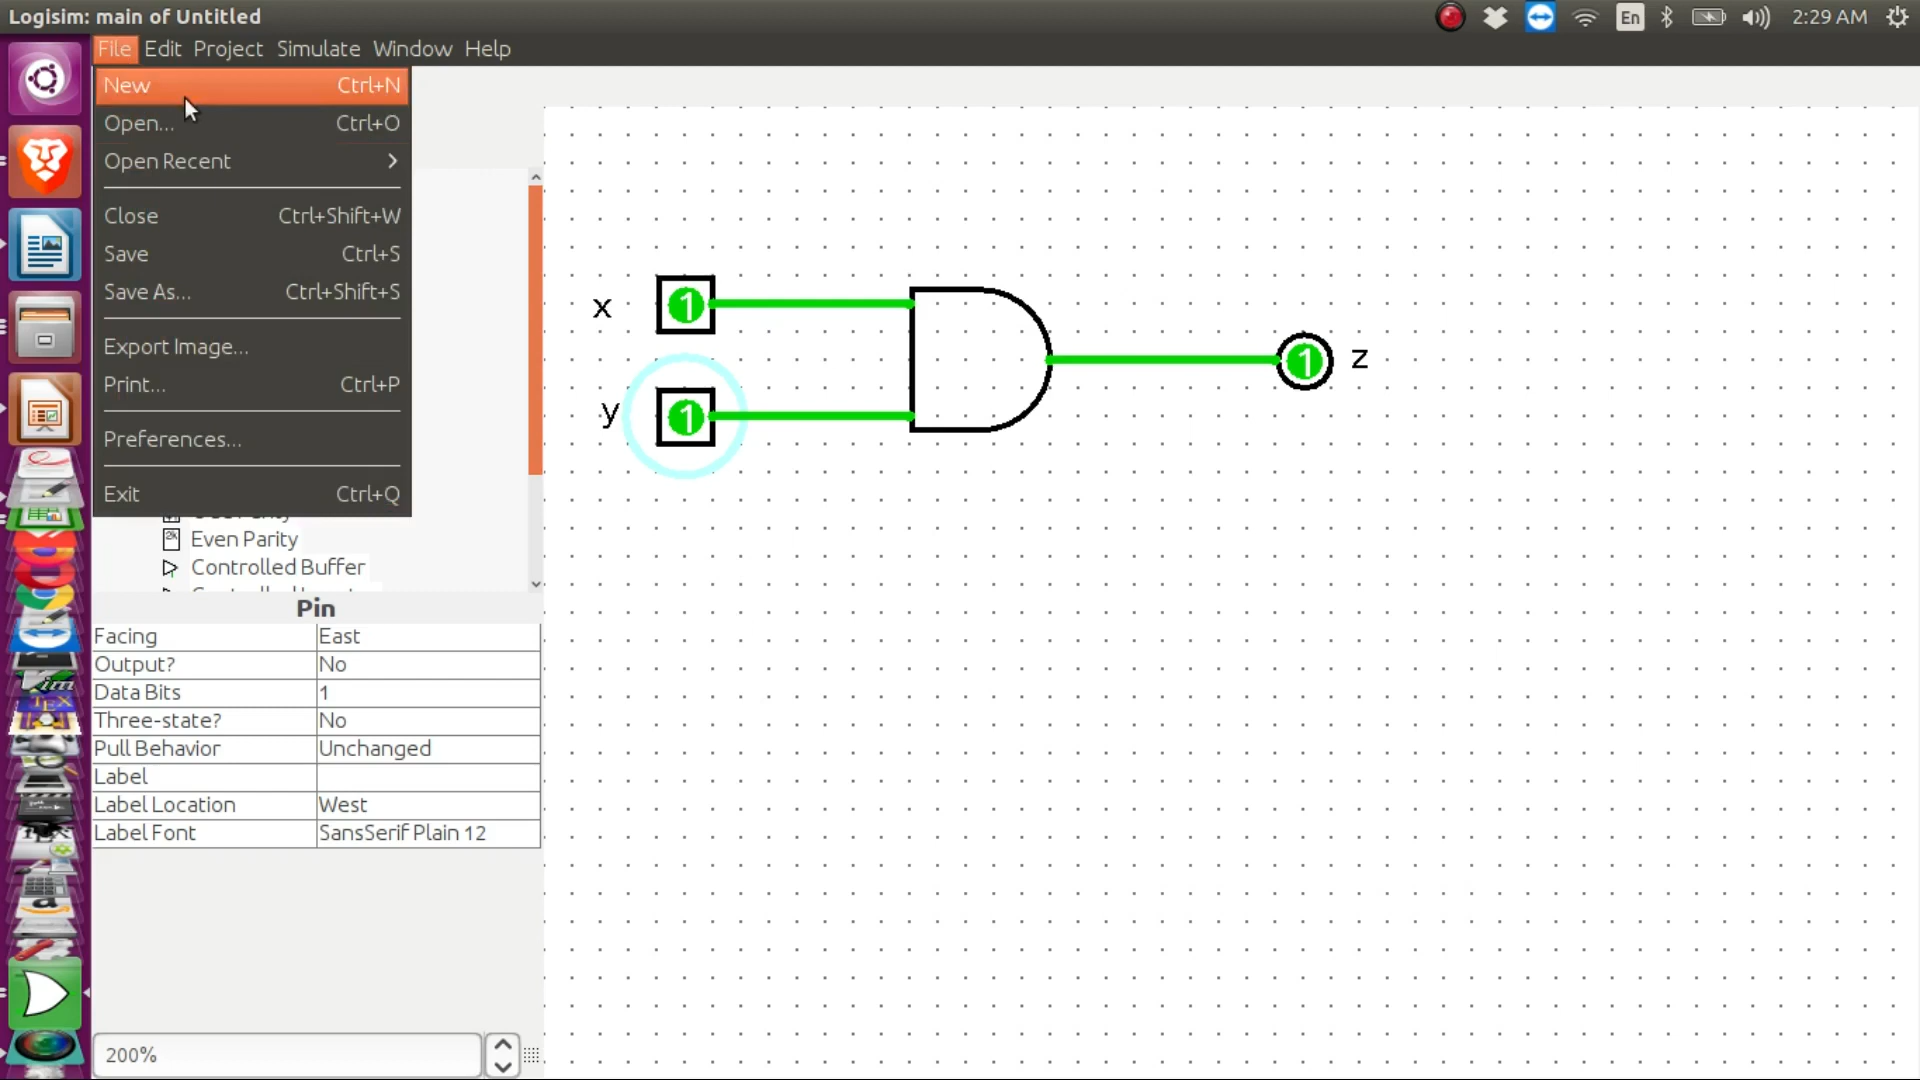 Logisim: main of Untitled
En 2:29 AM
File Edit Project Simulate Window Help
New Ctrl+N
Open... Ctrl+O
Open Recent
Close Ctrl+Shift+W
Save Ctrl+S
Save As... Ctrl+Shift+S
Export Image...
Print... Ctrl+P
Preferences...
Exit Ctrl+Q
Even Parity
Controlled Buffer
Pin
Facing East
Output? No
Data Bits 1
Three-state? No
Pull Behavior Unchanged
Label
Label Location West
Label Font SansSerif Plain 12
200%
x 1
y 1
1 z